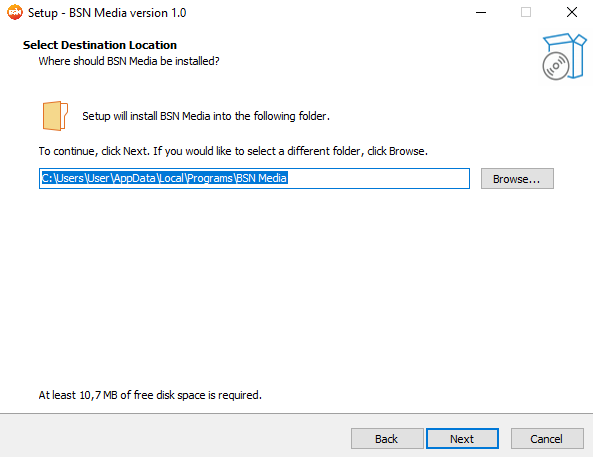 BSN Setup - BSN Media version 1.0
Select Destination Location
Where should BSN Media be installed?
Setup will install BSN Media into the following folder.
To continue, click Next. If you would like to select a different folder, click Browse.
C:\Users\User\AppData\Local\Programs\BSN Media Browse...
At least 10,7 MB of free disk space is required.
Back Next Cancel